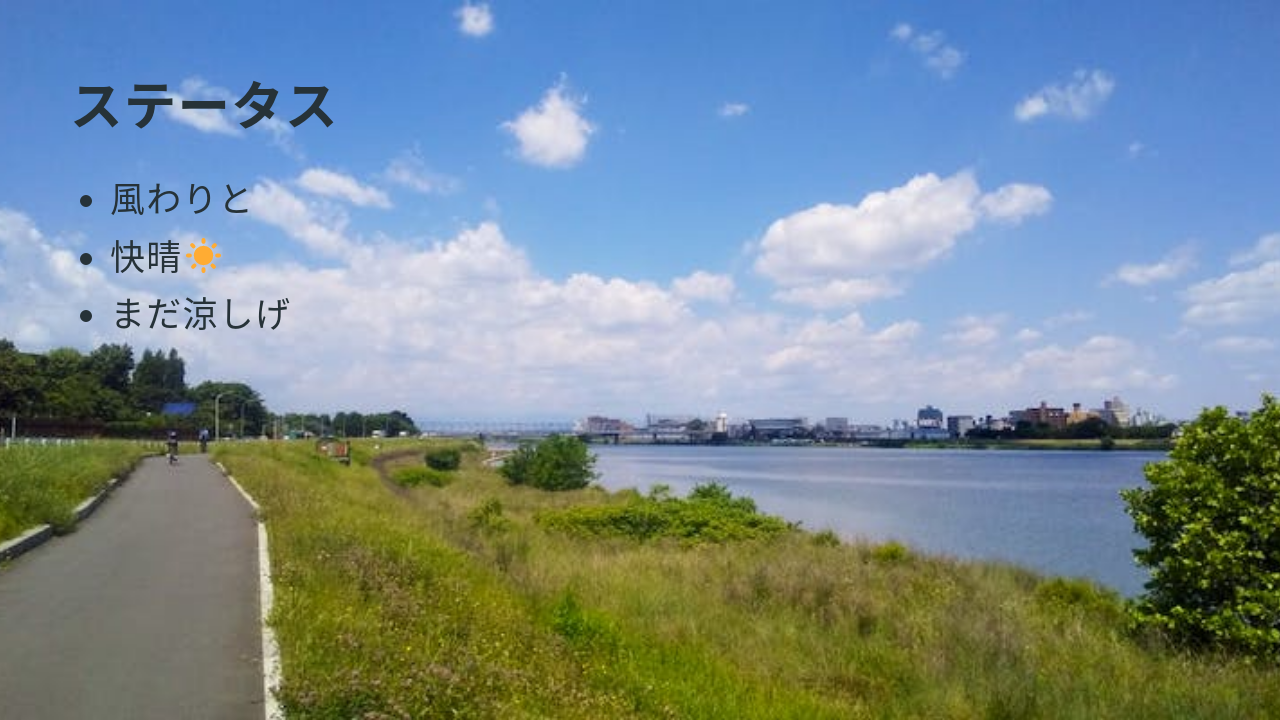 ステータス
• 風わりと
• 快晴☀️
• まだ涼しげ